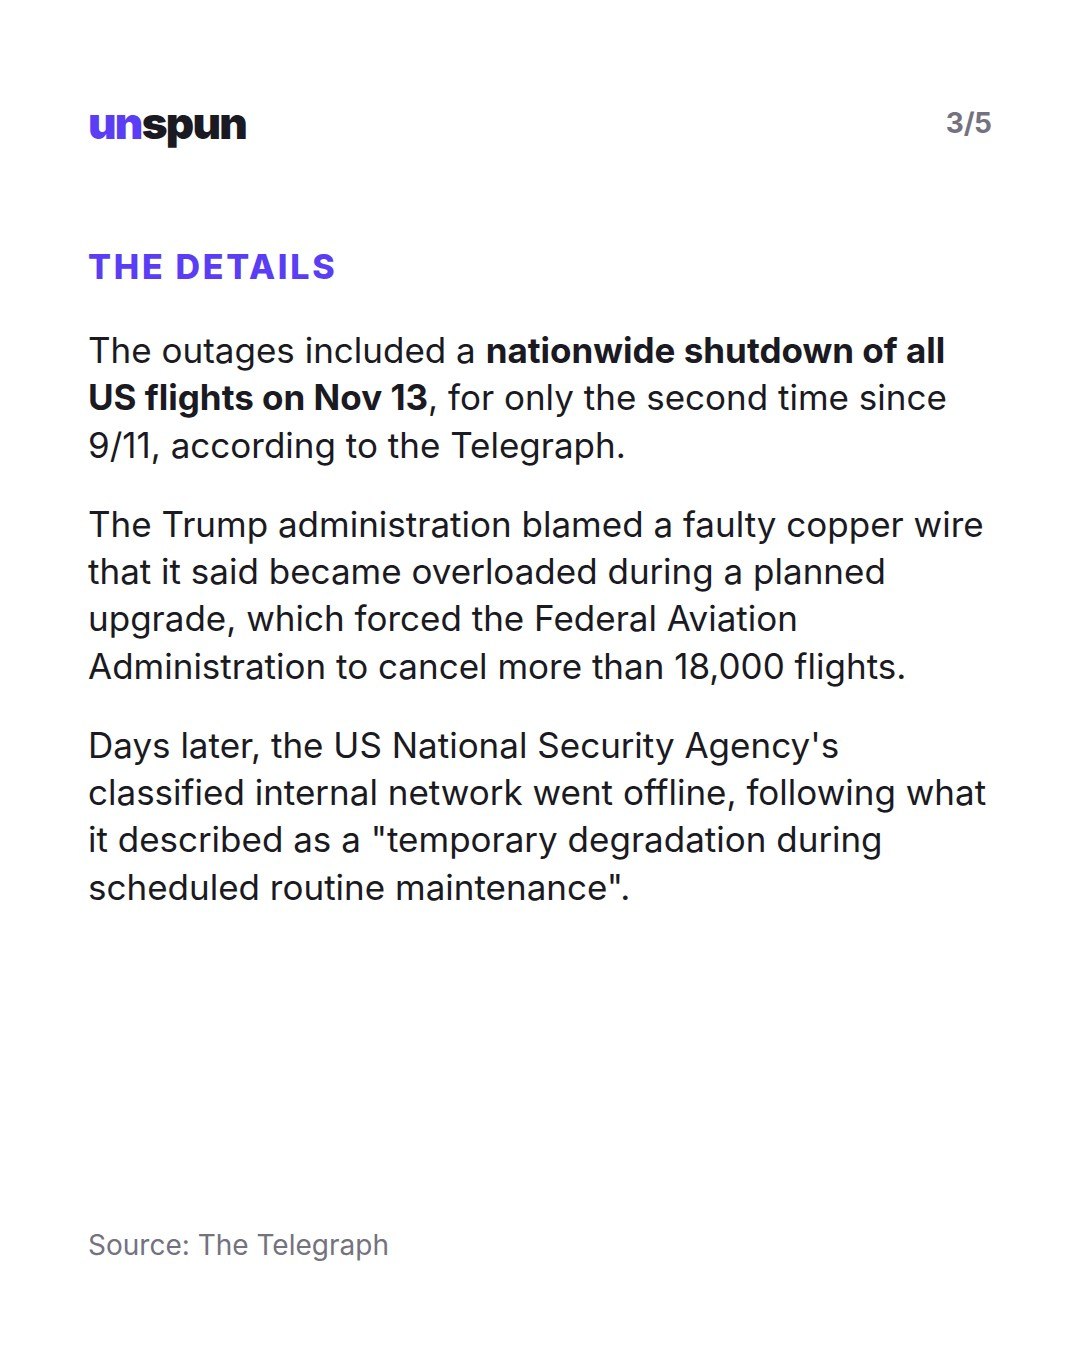 unspun
3/5
THE DETAILS
The outages included a nationwide shutdown of all
US flights on Nov 13, for only the second time since
9/11, according to the Telegraph.
The Trump administration blamed a faulty copper wire
that it said became overloaded during a planned
upgrade, which forced the Federal Aviation
Administration to cancel more than 18,000 flights.
Days later, the US National Security Agency's
classified internal network went offline, following what
it described as a "temporary degradation during
scheduled routine maintenance".
Source: The Telegraph